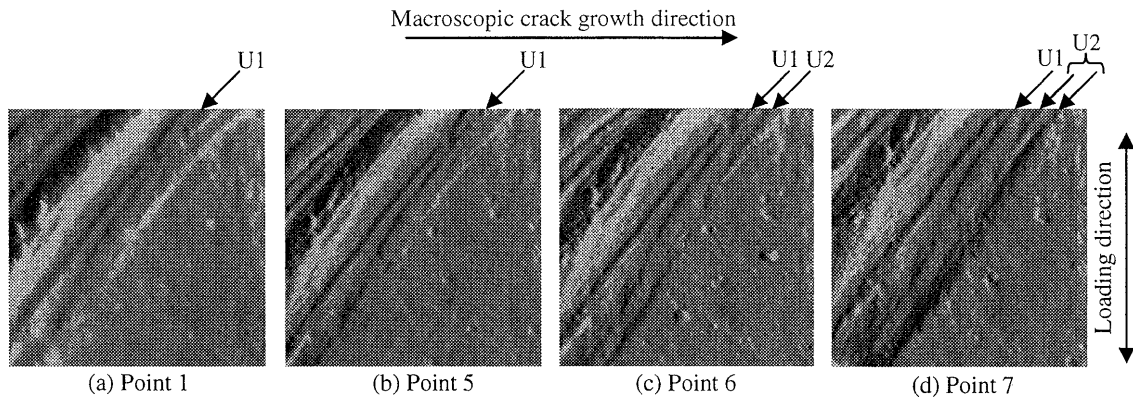 Macroscopic crack growth direction
U1
U1
U1 U2
U1
U2
Loading direction
(a) Point 1
(b) Point 5
(c) Point 6
(d) Point 7